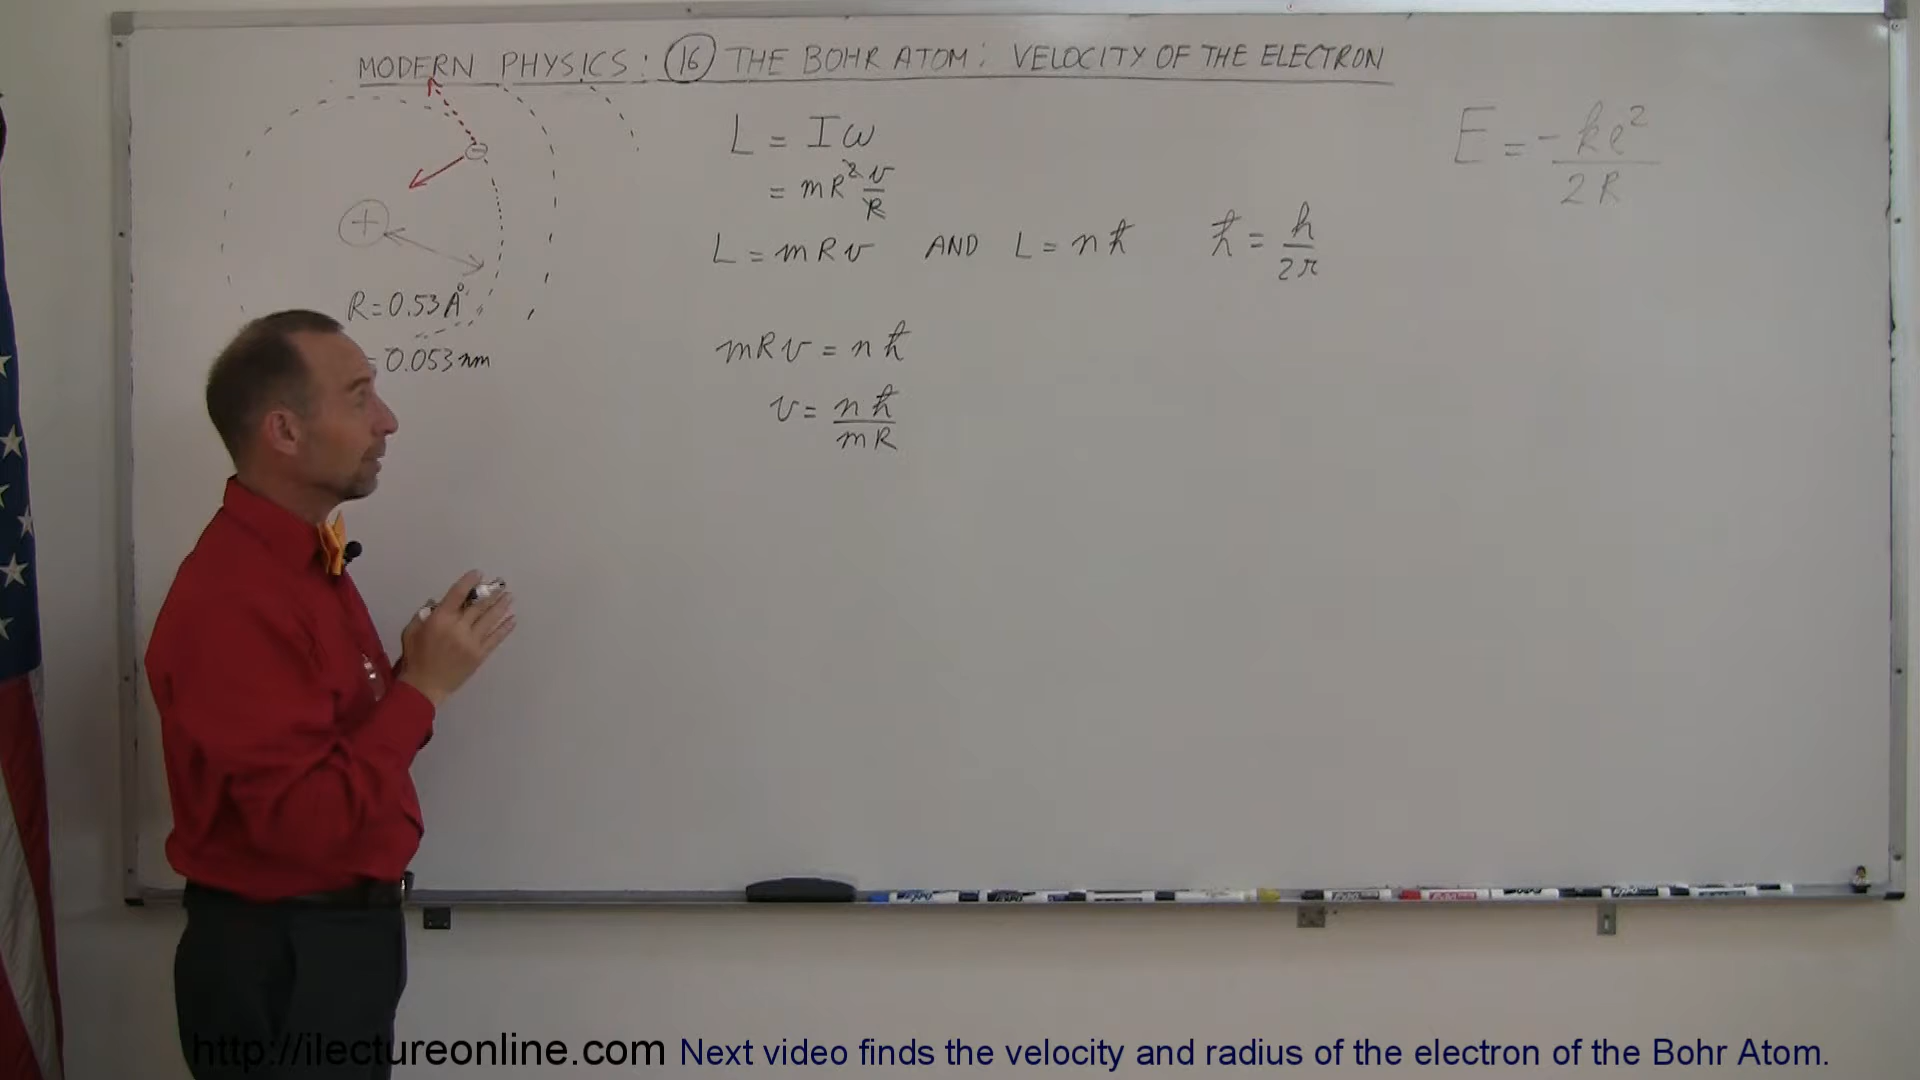 MODERN PHYSICS: 16 THE BOHR ATOM: VELOCITY OF THE ELECTRON
+
−
R = 0.53 Å
= 0.053 nm
L = Iω
= mR² v/R
L = mRv AND L = nħ ħ = h/2π
mRv = nħ
v = nħ/mR
E = -ke²/2R
http://ilectureonline.com Next video finds the velocity and radius of the electron of the Bohr Atom.